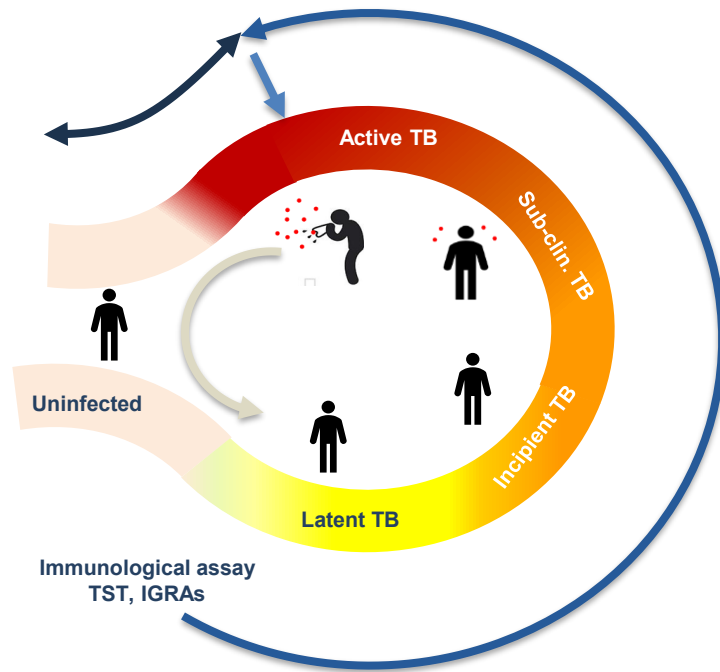 Active TB
Sub-clin. TB
Uninfected
Incipient TB
Latent TB
Immunological assay
TST, IGRAs